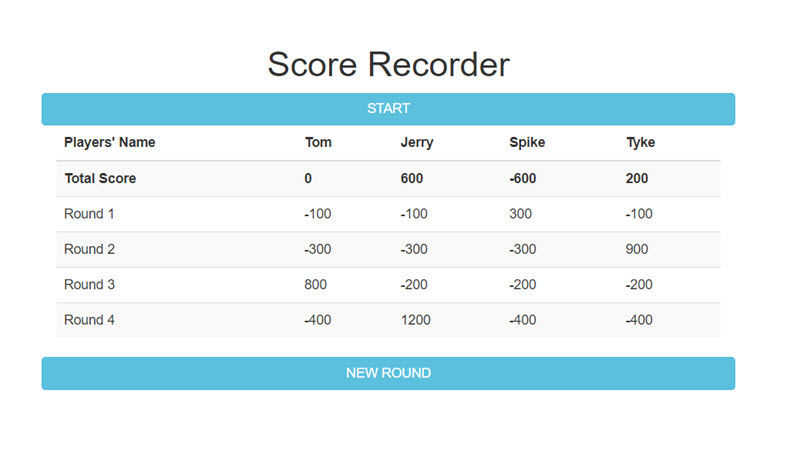 Score Recorder
START
Players' Name Tom Jerry Spike Tyke
Total Score 0 600 -600 200
Round 1 -100 -100 300 -100
Round 2 -300 -300 -300 900
Round 3 800 -200 -200 -200
Round 4 -400 1200 -400 -400
NEW ROUND